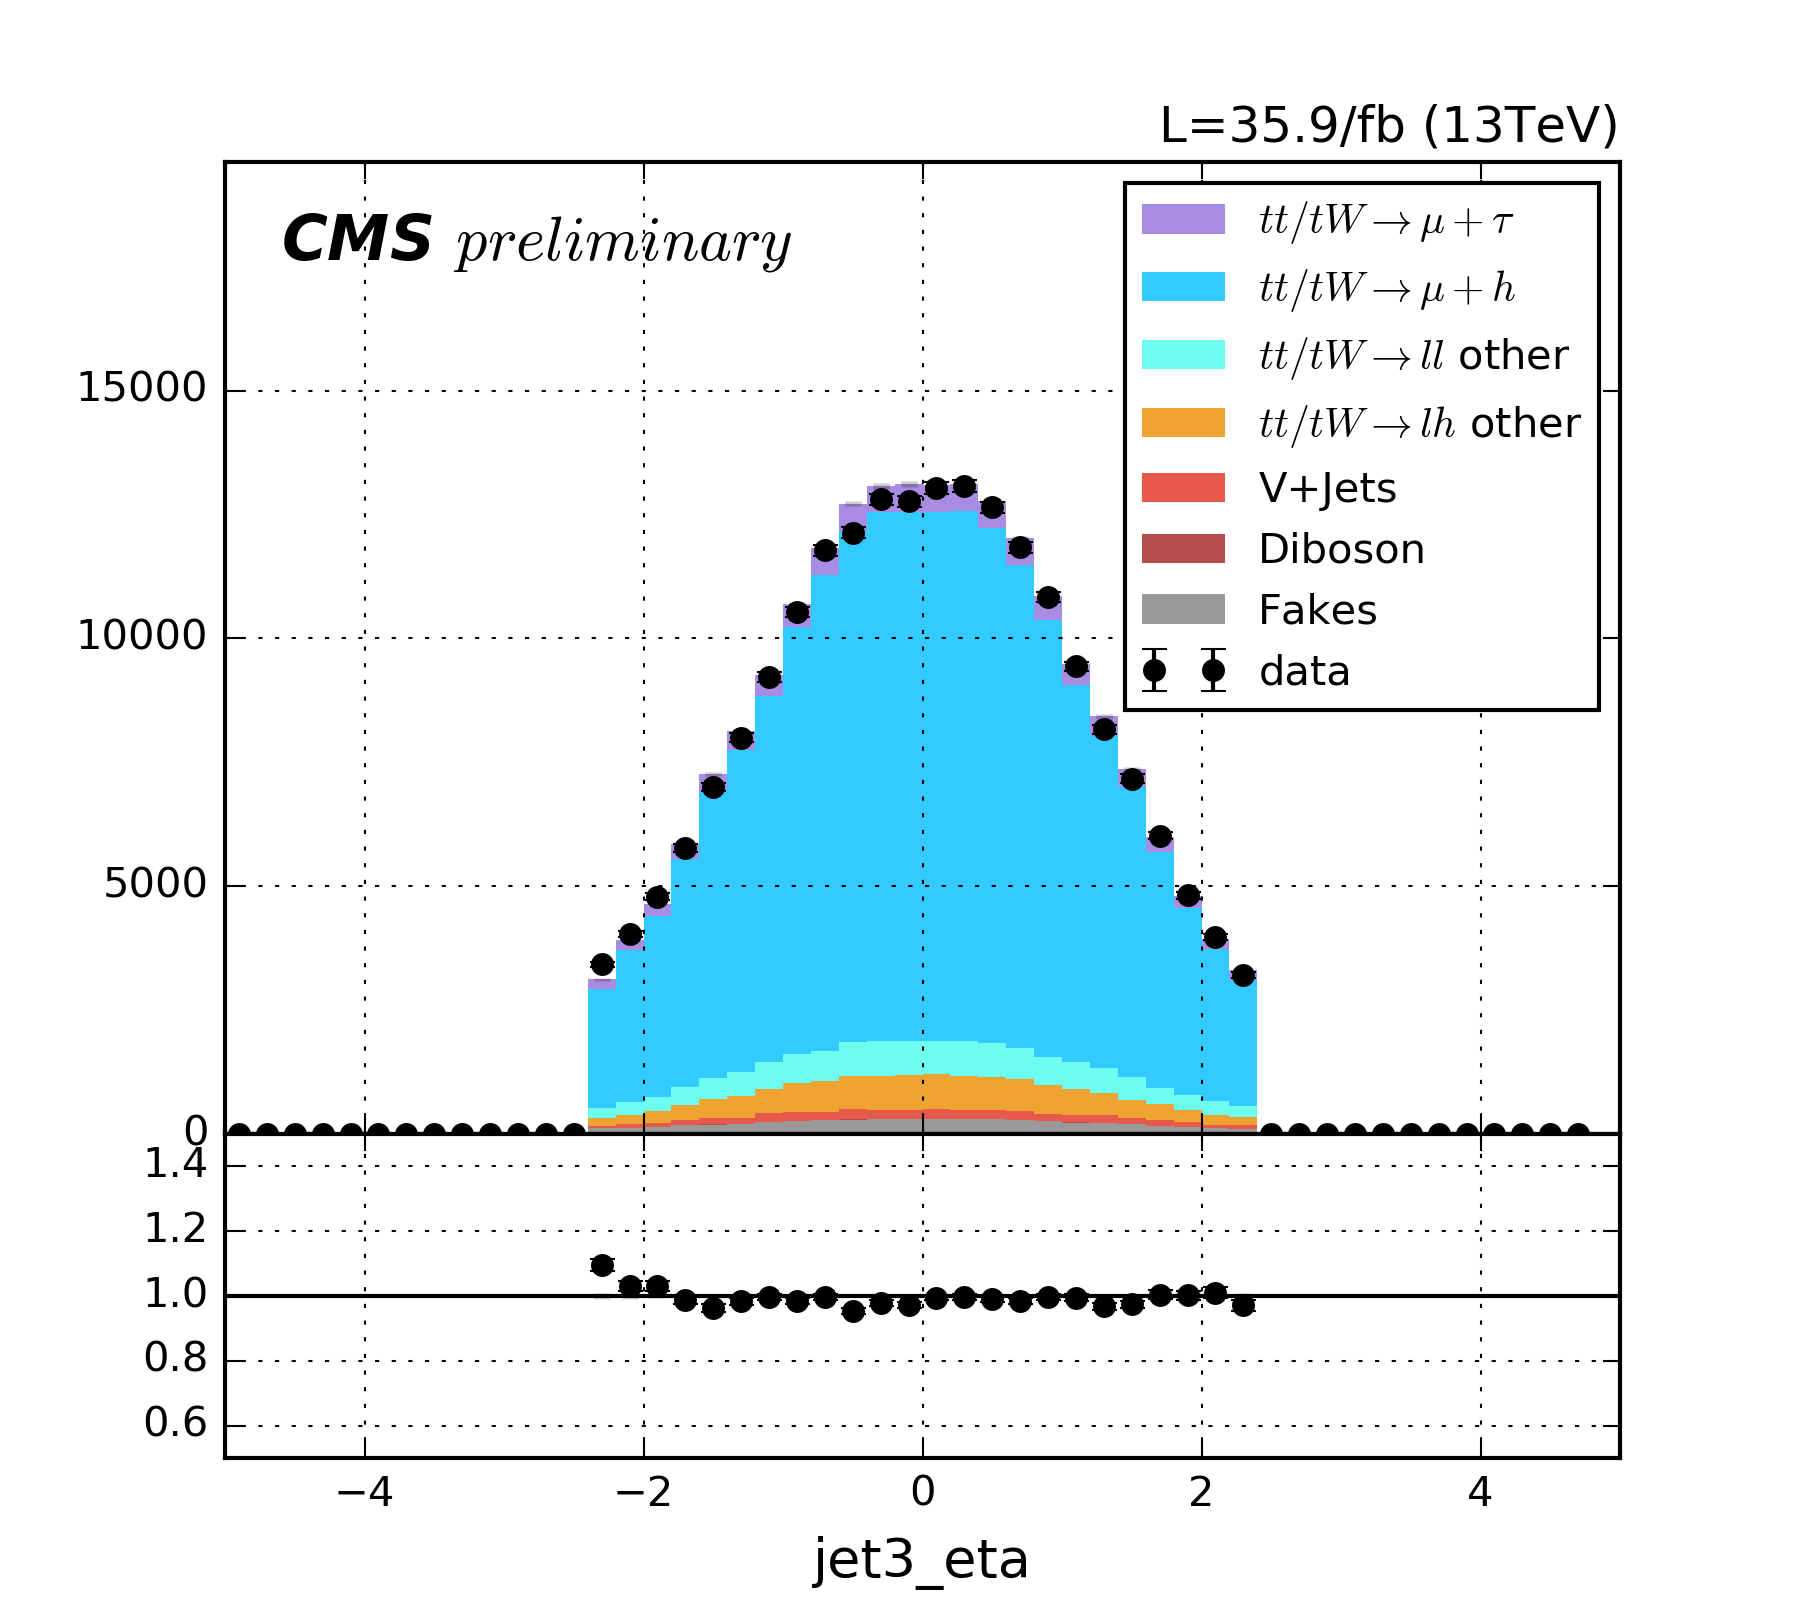 L=35.9/fb (13TeV)
CMS preliminary
tt/tW→μ+τ
tt/tW→μ+h
tt/tW→ll other
tt/tW→lh other
V+Jets
Diboson
Fakes
data
15000
10000
5000
0
1.4
1.2
1.0
0.8
0.6
−4 −2 0 2 4
jet3_eta